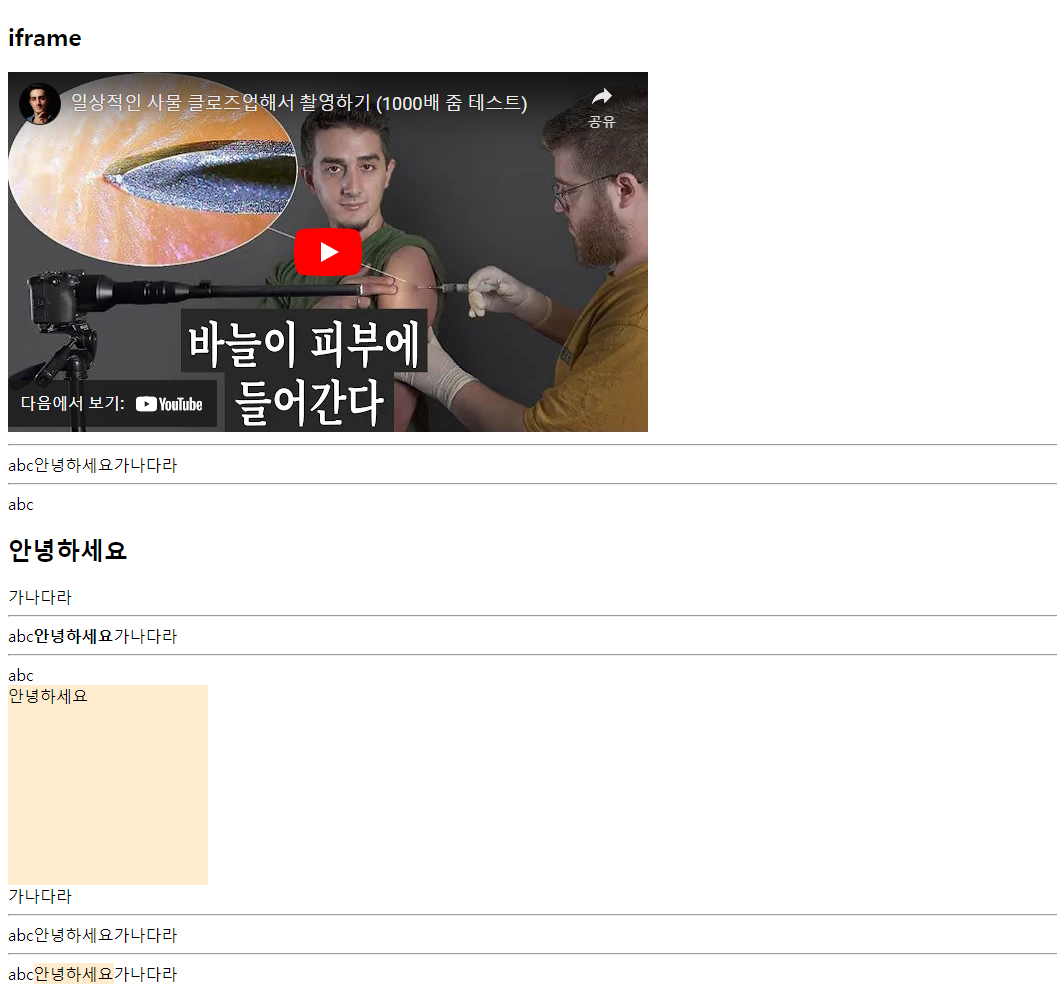 iframe
일상적인 사물 클로즈업해서 촬영하기 (1000배 줌 테스트)
공유
바늘이 피부에
들어간다
다음에서 보기: YouTube
abc안녕하세요가나다라
abc
안녕하세요
가나다라
abc안녕하세요가나다라
abc
안녕하세요
가나다라
abc안녕하세요가나다라
abc안녕하세요가나다라